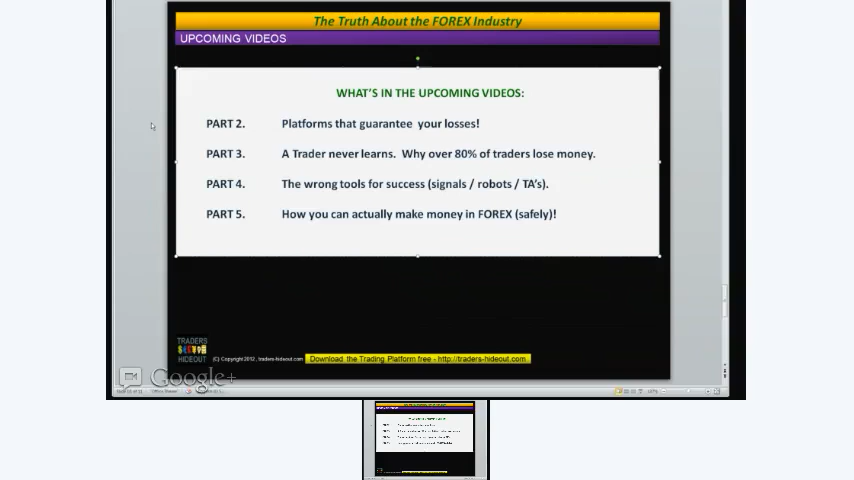 The Truth About the FOREX Industry
UPCOMING VIDEOS
WHAT'S IN THE UPCOMING VIDEOS:
PART 2. Platforms that guarantee your losses!
PART 3. A Trader never learns. Why over 80% of traders lose money.
PART 4. The wrong tools for success (signals / robots / TA's).
PART 5. How you can actually make money in FOREX (safely)!
TRADERS
HIDEOUT
(C) Copyright 2012, traders-hideout.com
Download the Trading Platform free - http://traders-hideout.com
Google+